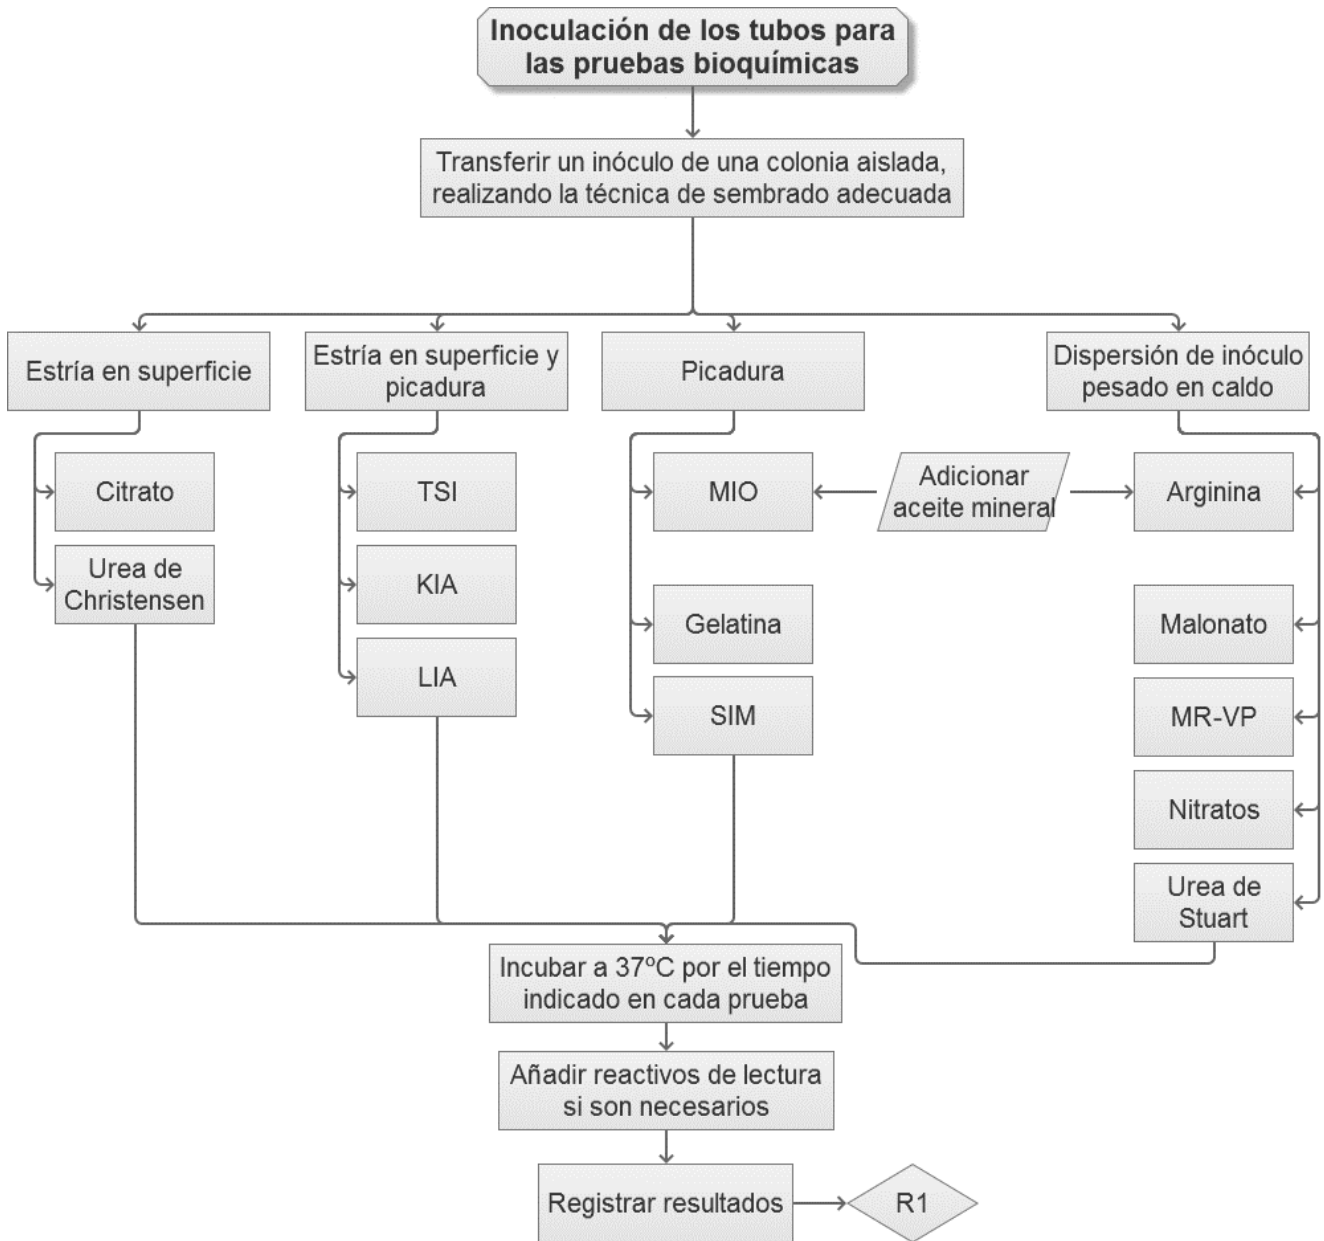 Inoculación de los tubos para
las pruebas bioquímicas
Transferir un inóculo de una colonia aislada,
realizando la técnica de sembrado adecuada
Estría en superficie
Estría en superficie y
picadura
Picadura
Dispersión de inóculo
pesado en caldo
Citrato
TSI
MIO
Adicionar
aceite mineral
Arginina
Urea de
Christensen
KIA
Gelatina
Malonato
LIA
SIM
MR-VP
Nitratos
Urea de
Stuart
Incubar a 37ºC por el tiempo
indicado en cada prueba
Añadir reactivos de lectura
si son necesarios
Registrar resultados
R1